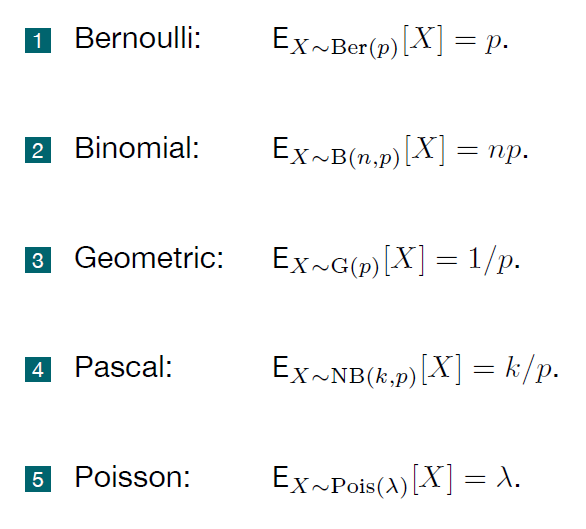 1 Bernoulli: E_{X∼Ber(p)}[X] = p.
2 Binomial: E_{X∼B(n,p)}[X] = np.
3 Geometric: E_{X∼G(p)}[X] = 1/p.
4 Pascal: E_{X∼NB(k,p)}[X] = k/p.
5 Poisson: E_{X∼Pois(λ)}[X] = λ.